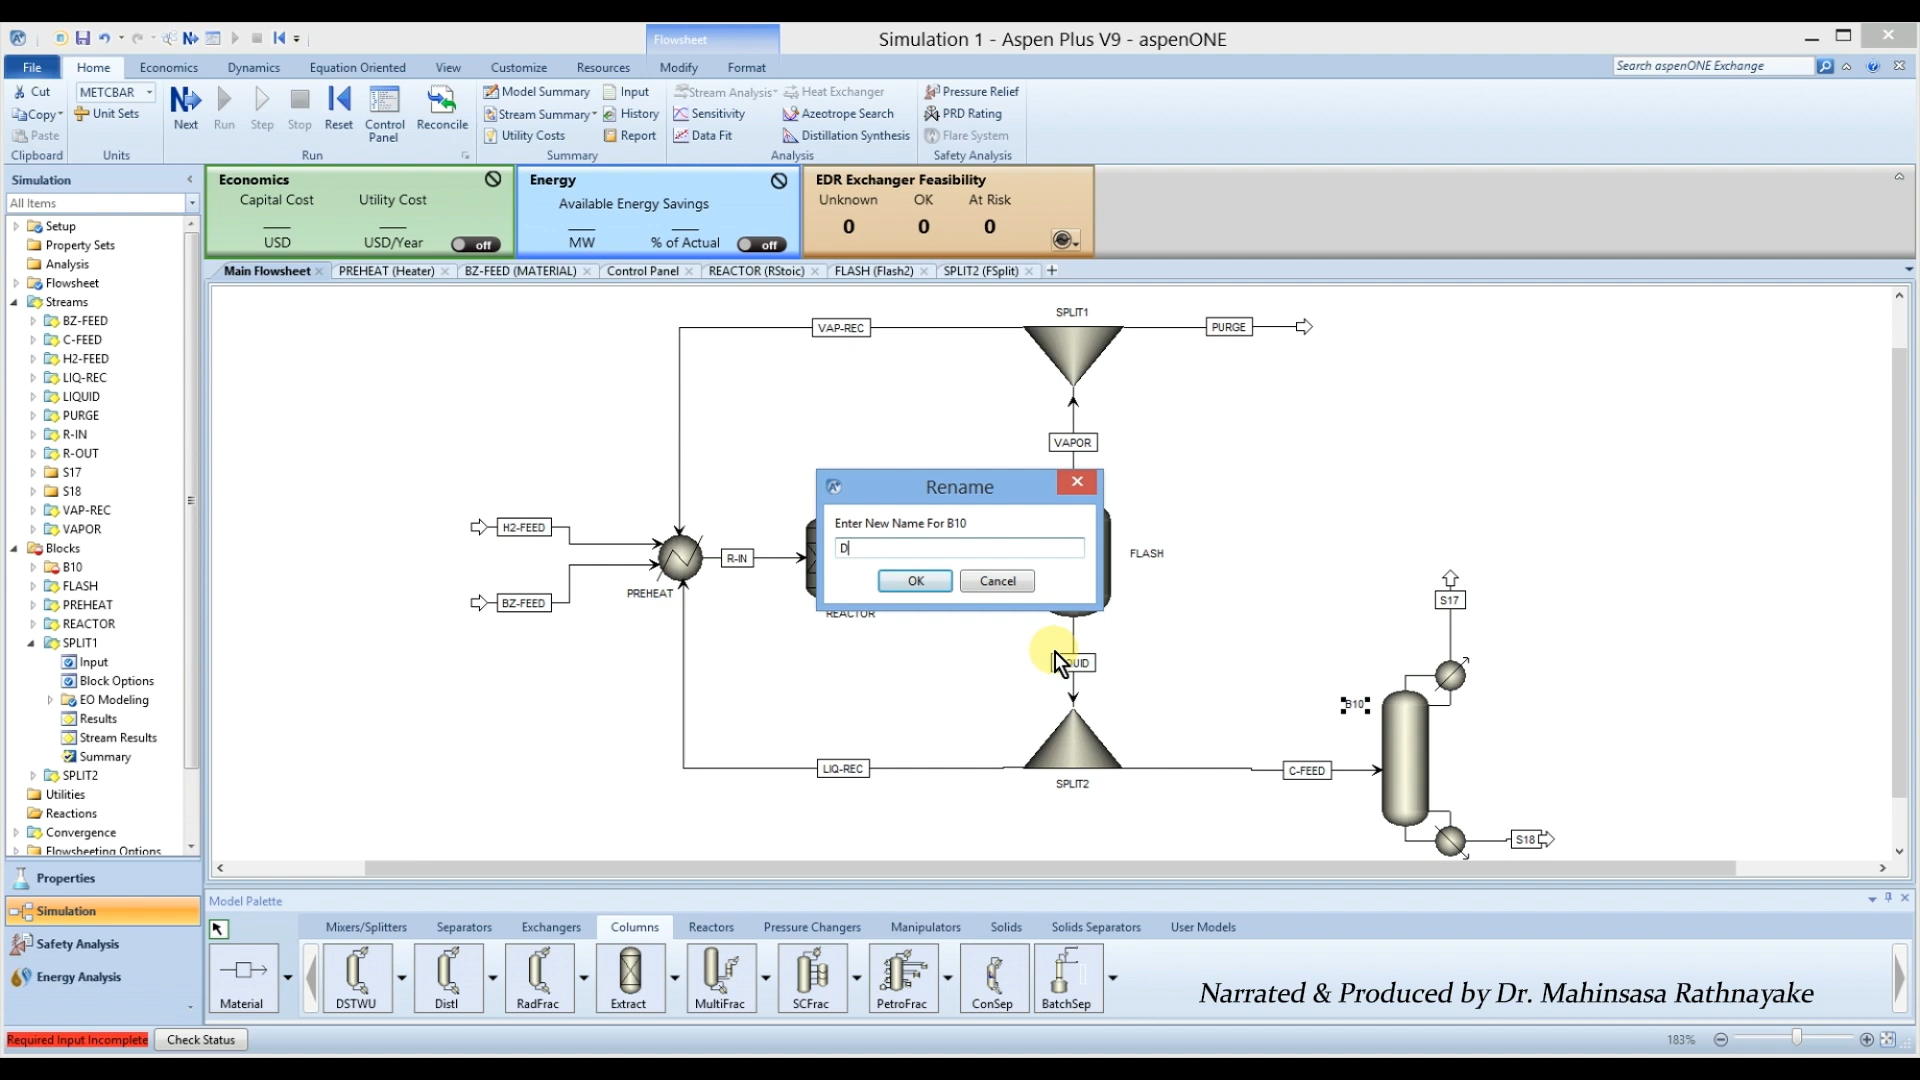 Flowsheet
Simulation 1 - Aspen Plus V9 - aspenONE
File Home Economics Dynamics Equation Oriented View Customize Resources Modify Format
Search aspenONE Exchange
Cut
Copy
Paste
Clipboard
METCBAR
Unit Sets
Units
Next Run Step Stop Reset Control Panel Reconcile
Run
Model Summary Input
Stream Summary History
Utility Costs Report
Summary
Stream Analysis Heat Exchanger
Sensitivity Azeotrope Search
Data Fit Distillation Synthesis
Analysis
Pressure Relief
PRD Rating
Flare System
Safety Analysis
Simulation
All Items
Setup
Property Sets
Analysis
Flowsheet
Streams
BZ-FEED
C-FEED
H2-FEED
LIQ-REC
LIQUID
PURGE
R-IN
R-OUT
S17
S18
VAP-REC
VAPOR
Blocks
B10
FLASH
PREHEAT
REACTOR
SPLIT1
Input
Block Options
EO Modeling
Results
Stream Results
Summary
SPLIT2
Utilities
Reactions
Convergence
Flowsheeting Options
Properties
Simulation
Safety Analysis
Energy Analysis
Economics
Capital Cost Utility Cost
USD USD/Year off
Energy
Available Energy Savings
MW % of Actual off
EDR Exchanger Feasibility
Unknown OK At Risk
0 0 0
Main Flowsheet PREHEAT (Heater) BZ-FEED (MATERIAL) Control Panel REACTOR (RStoic) FLASH (Flash2) SPLIT2 (FSplit)
SPLIT1
VAP-REC
PURGE
VAPOR
Rename
Enter New Name For B10
D
OK Cancel
H2-FEED
R-IN
FLASH
PREHEAT
BZ-FEED
REACTOR
S17
B10
LIQ-REC
C-FEED
SPLIT2
S18
Model Palette
Mixers/Splitters Separators Exchangers Columns Reactors Pressure Changers Manipulators Solids Solids Separators User Models
Material DSTWU Distl RadFrac Extract MultiFrac SCFrac PetroFrac ConSep BatchSep
Narrated & Produced by Dr. Mahinsasa Rathnayake
Required Input Incomplete Check Status
183%